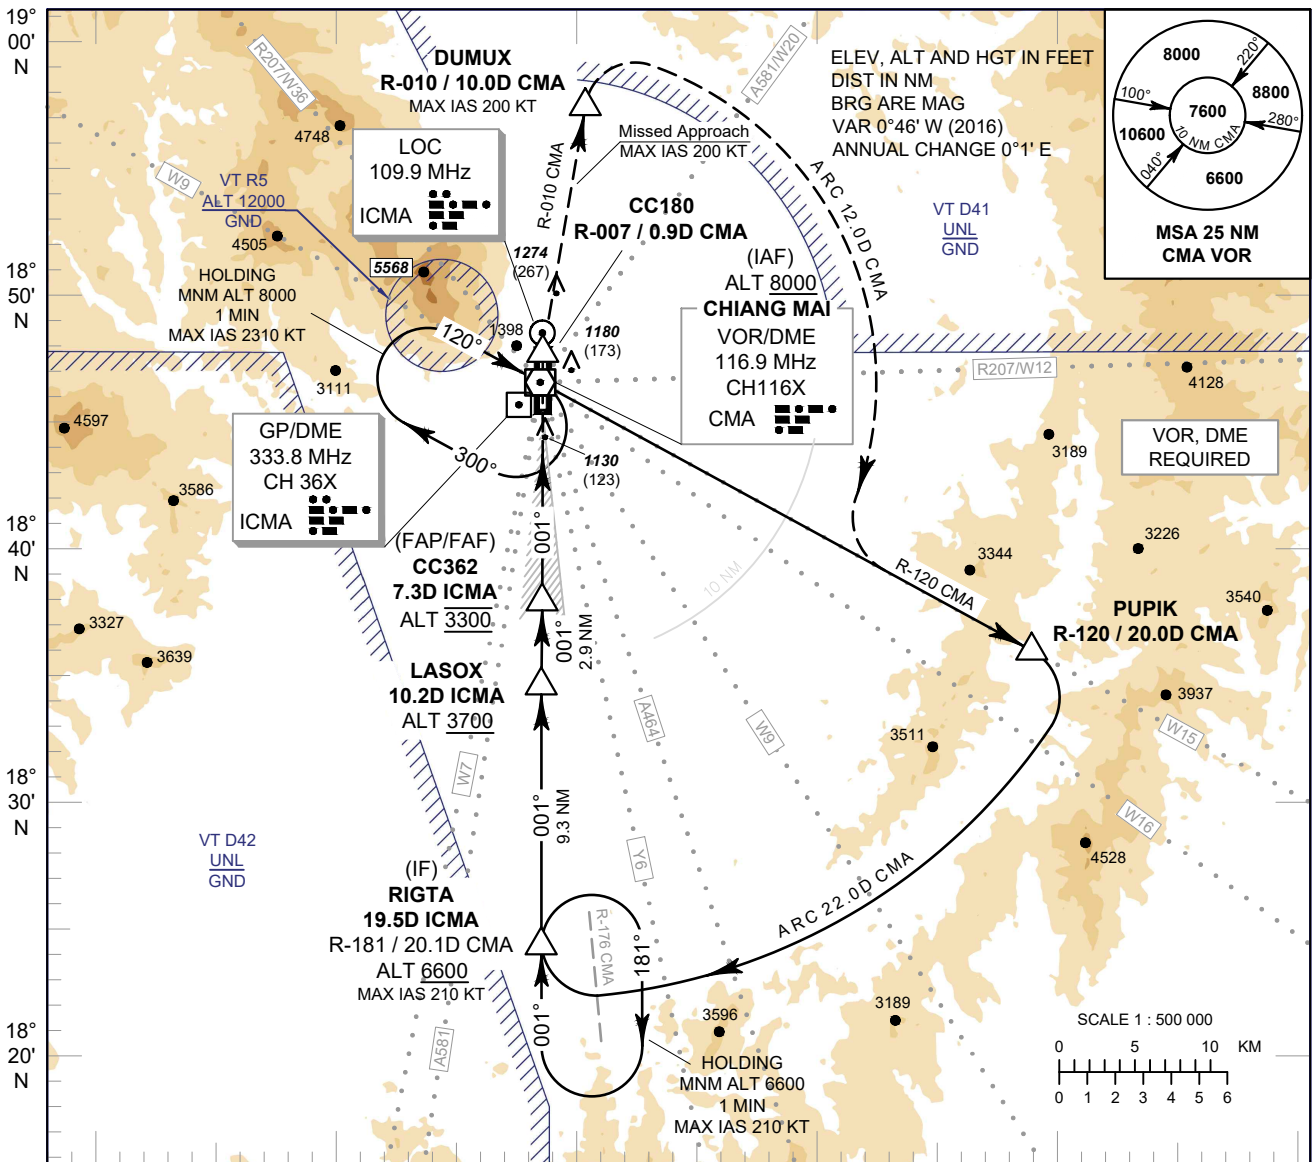 19°
00'
N
18°
50'
N
18°
40'
N
18°
30'
N
18°
20'
N
DUMUX
R-010 / 10.0D CMA
MAX IAS 200 KT
ELEV, ALT AND HGT IN FEET
DIST IN NM
BRG ARE MAG
VAR 0°46' W (2016)
ANNUAL CHANGE 0°1' E
8000
220°
100°
7600
8800
280°
10600
10 NM CMA
040°
6600
MSA 25 NM
CMA VOR
R207/W36
A581/W20
4748
LOC
109.9 MHz
ICMA
Missed Approach
MAX IAS 200 KT
R-010 CMA
ARC 12.0D CMA
W9
VT R5
ALT 12000
GND
4505
5568
CC180
R-007 / 0.9D CMA
VT D41
UNL
GND
1274
(267)
HOLDING
MNM ALT 8000
1 MIN
MAX IAS 2310 KT
(IAF)
ALT 8000
CHIANG MAI
VOR/DME
116.9 MHz
CH116X
CMA
1398
1180
(173)
120°
3111
R207/W12
4128
4597
GP/DME
333.8 MHz
CH 36X
ICMA
300°
1130
(123)
3189
VOR, DME
REQUIRED
3586
(FAP/FAF)
CC362
7.3D ICMA
ALT 3300
001°
10 NM
3344
3226
R-120 CMA
3540
PUPIK
R-120 / 20.0D CMA
3327
3639
001°
2.9 NM
LASOX
10.2D ICMA
ALT 3700
3937
A464
W9
3511
W15
W7
W16
001°
9.3 NM
VT D42
UNL
GND
Y6
4528
(IF)
RIGTA
19.5D ICMA
R-181 / 20.1D CMA
ALT 6600
MAX IAS 210 KT
ARC 22.0D CMA
R-176 CMA
181°
001°
3596
3189
A581
HOLDING
MNM ALT 6600
1 MIN
MAX IAS 210 KT
SCALE 1 : 500 000
0 5 10 KM
0 1 2 3 4 5 6